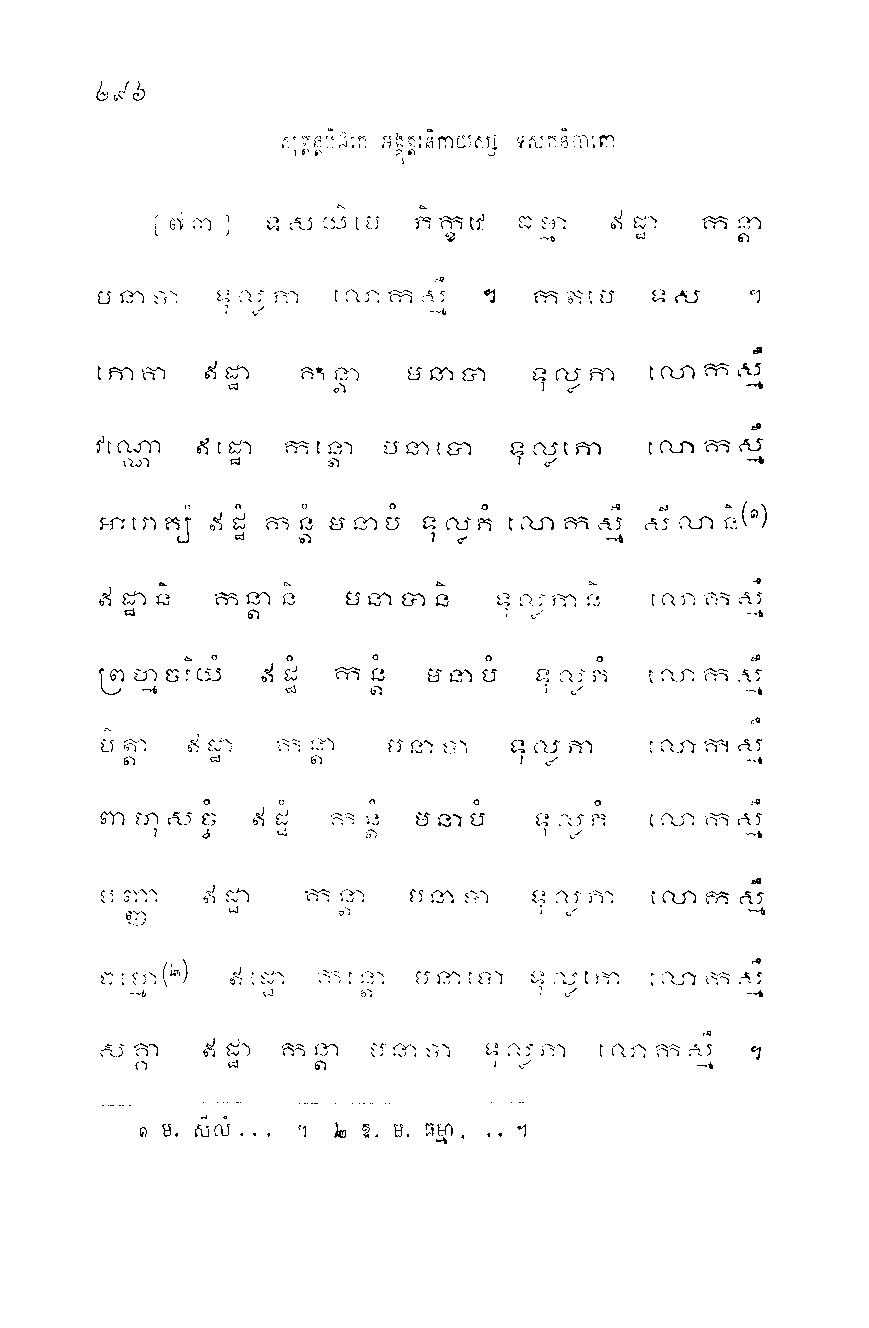 ២៩៦
សុត្តន្តបិដកេ អង្គុត្តរនិកាយស្ស ទសកនិបាតោ
[៧៣] ទសយិមេ ភិក្ខវេ ធម្មា ឥដ្ឋា កន្តា
មនាបា ទុល្លភា លោកស្មឹ ។ កតមេ ទស ។
ភោគា ឥដ្ឋា កន្តា មនាបា ទុល្លភា លោកស្មឹ
វណ្ណោ ឥដ្ឋោ កន្តោ មនាបោ ទុល្លភោ លោកស្មឹ
អារោគ្យំ ឥដ្ឋំ កន្តំ មនាបំ ទុល្លភំ លោកស្មឹ សីលានិ(១)
ឥដ្ឋានិ កន្តានិ មនាបានិ ទុល្លភានិ លោកស្មឹ
ព្រហ្មចរិយំ ឥដ្ឋំ កន្តំ មនាបំ ទុល្លភំ លោកស្មឹ
មិត្តា ឥដ្ឋា កន្តា មនាបា ទុល្លភា លោកស្មឹ
ពាហុសច្ចំ ឥដ្ឋំ កន្តំ មនាបំ ទុល្លភំ លោកស្មឹ
បញ្ញា ឥដ្ឋា កន្តា មនាបា ទុល្លភា លោកស្មឹ
ធម្មោ(២) ឥដ្ឋោ កន្តោ មនាបោ ទុល្លភោ លោកស្មឹ
សត្តា ឥដ្ឋា កន្តា មនាបា ទុល្លភា លោកស្មឹ ។
១ ម. សីលំ... ។ ២ ឱ. ម. ធម្មា. .. ។